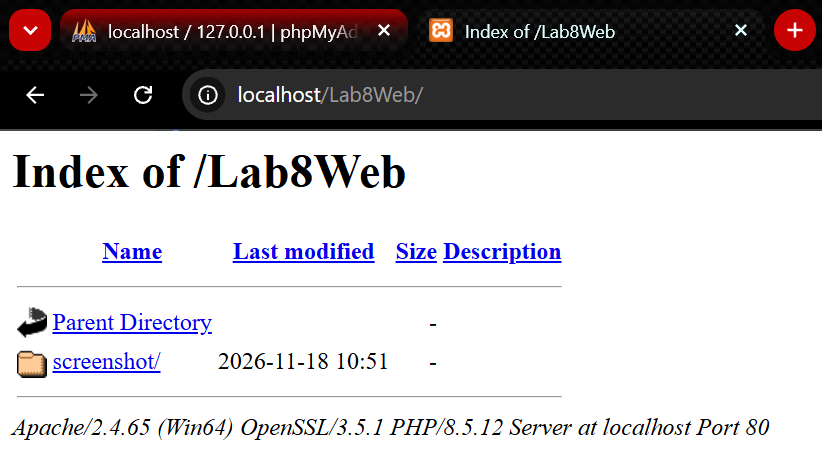 localhost / 127.0.0.1 | phpMyAd
Index of /Lab8Web
localhost/Lab8Web/
Index of /Lab8Web
Name Last modified Size Description
Parent Directory -
screenshot/ 2026-11-18 10:51 -
Apache/2.4.65 (Win64) OpenSSL/3.5.1 PHP/8.5.12 Server at localhost Port 80